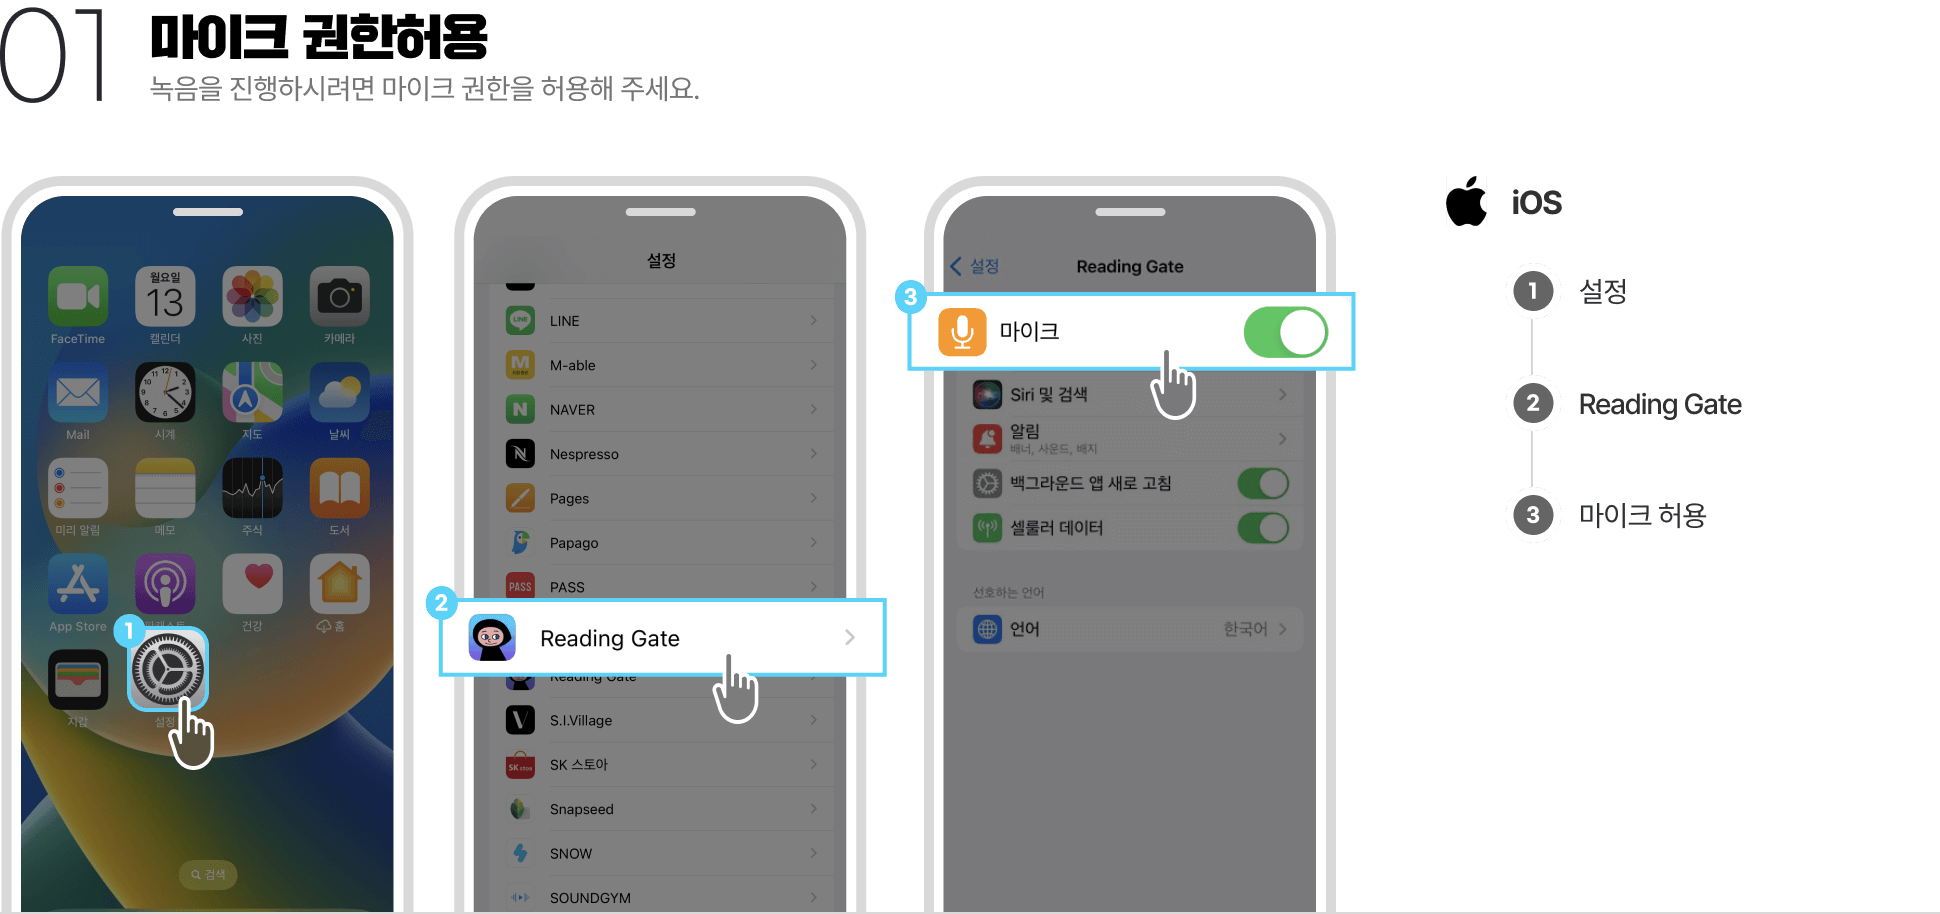 01
마이크 권한허용
녹음을 진행하시려면 마이크 권한을 허용해 주세요.
월요일
13
FaceTime
캘린더
사진
카메라
12
Mail
시계
지도
날씨
미리 알림
메모
주식
도서
App Store
팟캐스트
건강
홈
1
지갑
설정
검색
설정
LINE
M-able
NAVER
Nespresso
Pages
Papago
PASS
PASS
2
Reading Gate
Reading Gate
S.I.Village
SK 스토아
Snapseed
SNOW
SOUNDGYM
설정
Reading Gate
3
마이크
Siri 및 검색
알림
배너, 사운드, 배지
백그라운드 앱 새로 고침
셀룰러 데이터
선호하는 언어
언어
한국어
iOS
1 설정
2 Reading Gate
3 마이크 허용